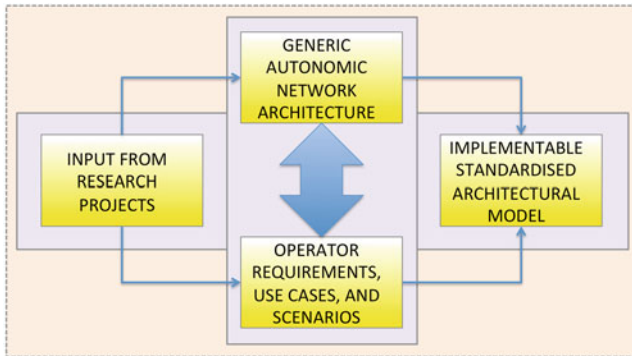 GENERIC
AUTONOMIC
NETWORK
ARCHITECTURE
INPUT FROM
RESEARCH
PROJECTS
IMPLEMENTABLE
STANDARDISED
ARCHITECTURAL
MODEL
OPERATOR
REQUIREMENTS,
USE CASES, AND
SCENARIOS